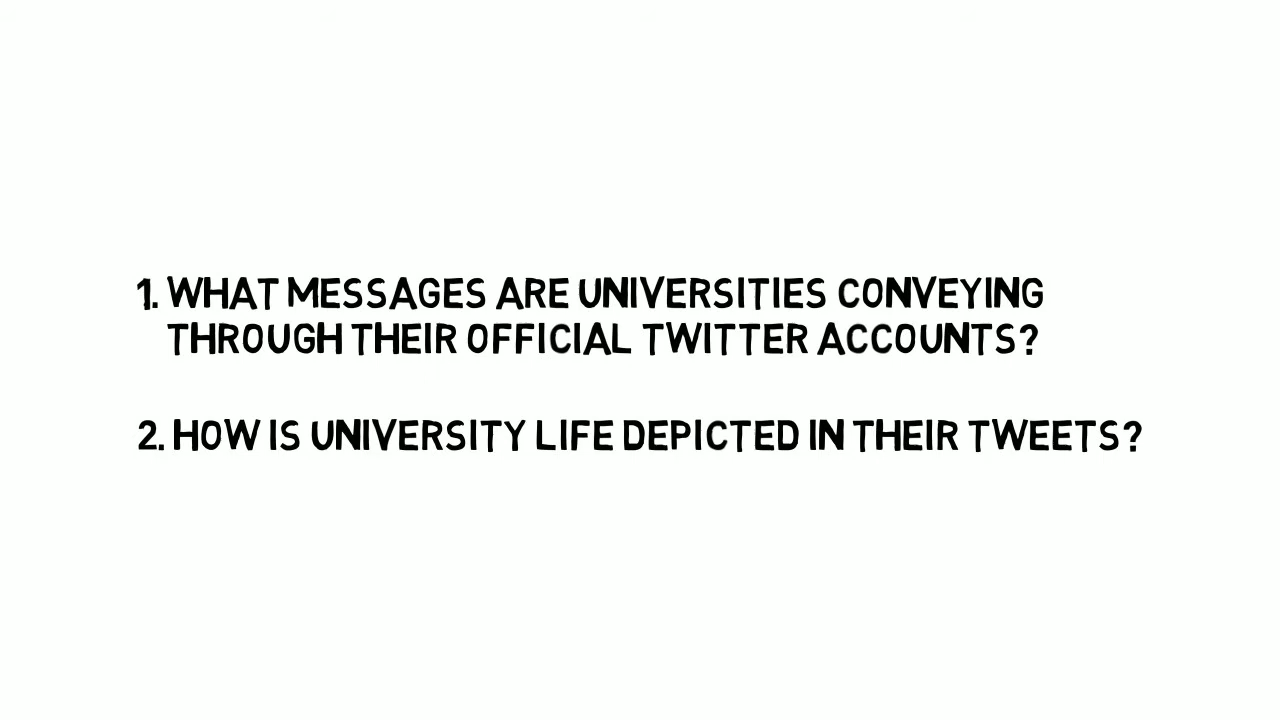 1. WHAT MESSAGES ARE UNIVERSITIES CONVEYING
THROUGH THEIR OFFICIAL TWITTER ACCOUNTS?
2. HOW IS UNIVERSITY LIFE DEPICTED IN THEIR TWEETS?